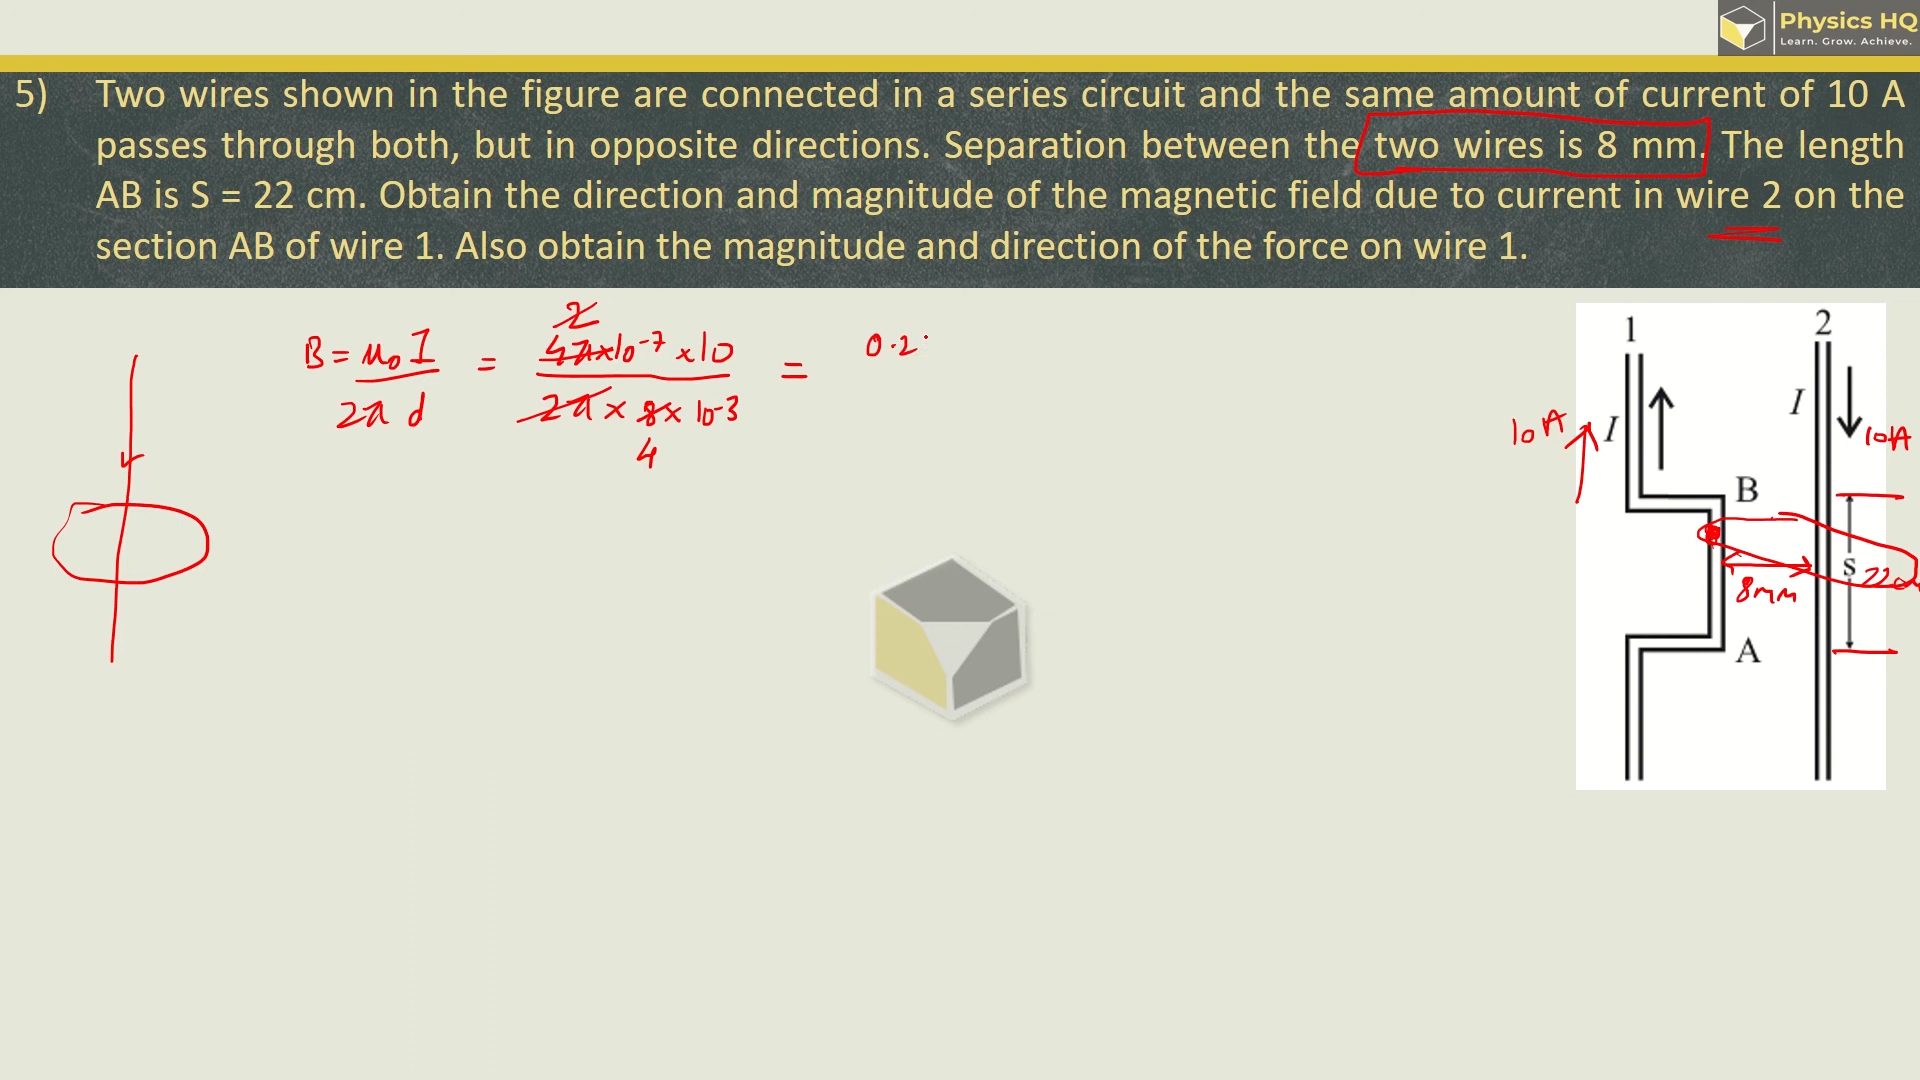 Physics HQ
Learn. Grow. Achieve.
5) Two wires shown in the figure are connected in a series circuit and the same amount of current of 10 A
passes through both, but in opposite directions. Separation between the two wires is 8 mm. The length
AB is S = 22 cm. Obtain the direction and magnitude of the magnetic field due to current in wire 2 on the
section AB of wire 1. Also obtain the magnitude and direction of the force on wire 1.
B = μ₀ I / 2π d = 4π×10⁻⁷ ×10 / 2π × 8 × 10⁻³ = 0.2
2
4
1 2
I
10A I 10A
B
S
8mm
A